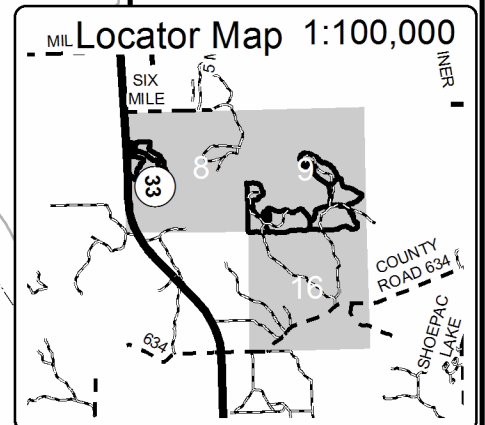 MIL Locator Map 1:100,000
SIX
MILE
INER
8
9
33
16
COUNTY
ROAD 634
634
SHOEPAC
LAKE